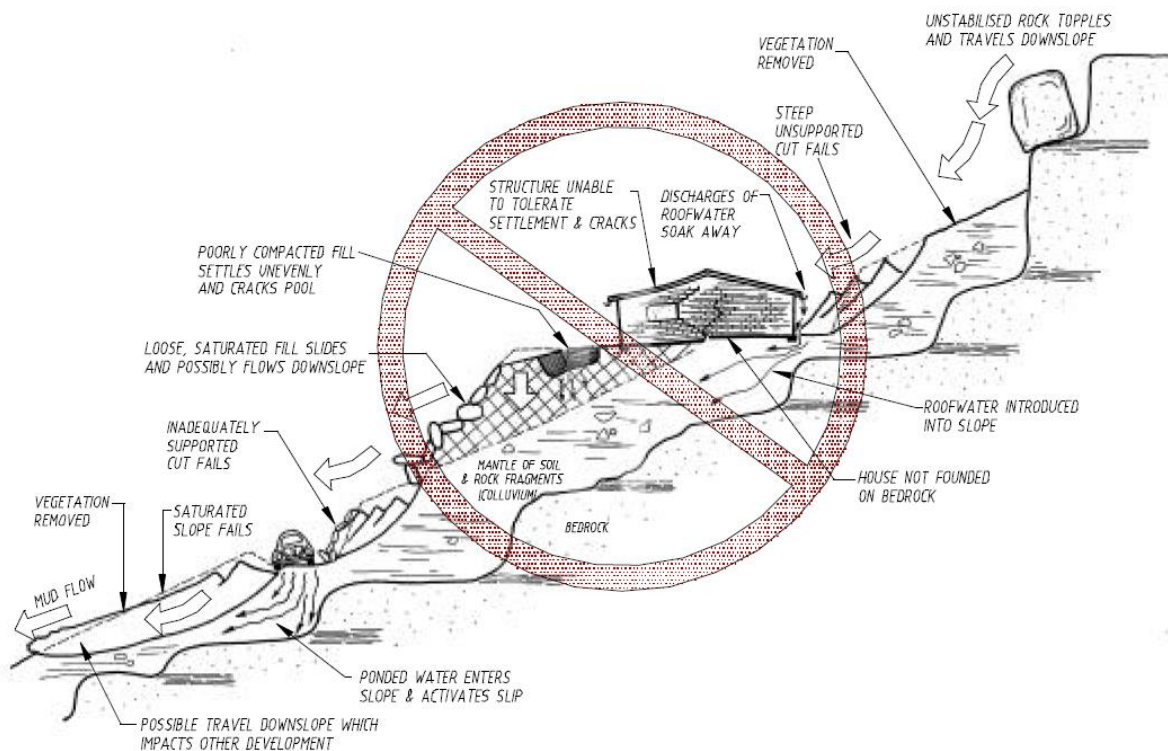 UNSTABILISED ROCK TOPPLES
AND TRAVELS DOWNSLOPE
VEGETATION
REMOVED
STEEP
UNSUPPORTED
CUT FAILS
STRUCTURE UNABLE
TO TOLERATE
SETTLEMENT & CRACKS
DISCHARGES OF
ROOFWATER
SOAK AWAY
POORLY COMPACTED FILL
SETTLES UNEVENLY
AND CRACKS POOL
LOOSE, SATURATED FILL SLIDES
AND POSSIBLY FLOWS DOWNSLOPE
ROOFWATER INTRODUCED
INTO SLOPE
INADEQUATELY
SUPPORTED
CUT FAILS
MANTLE OF SOIL
& ROCK FRAGMENTS
(COLLUVIUM)
HOUSE NOT FOUNDED
ON BEDROCK
VEGETATION
REMOVED
SATURATED
SLOPE FAILS
BEDROCK
MUD FLOW
PONDED WATER ENTERS
SLOPE & ACTIVATES SLIP
POSSIBLE TRAVEL DOWNSLOPE WHICH
IMPACTS OTHER DEVELOPMENT